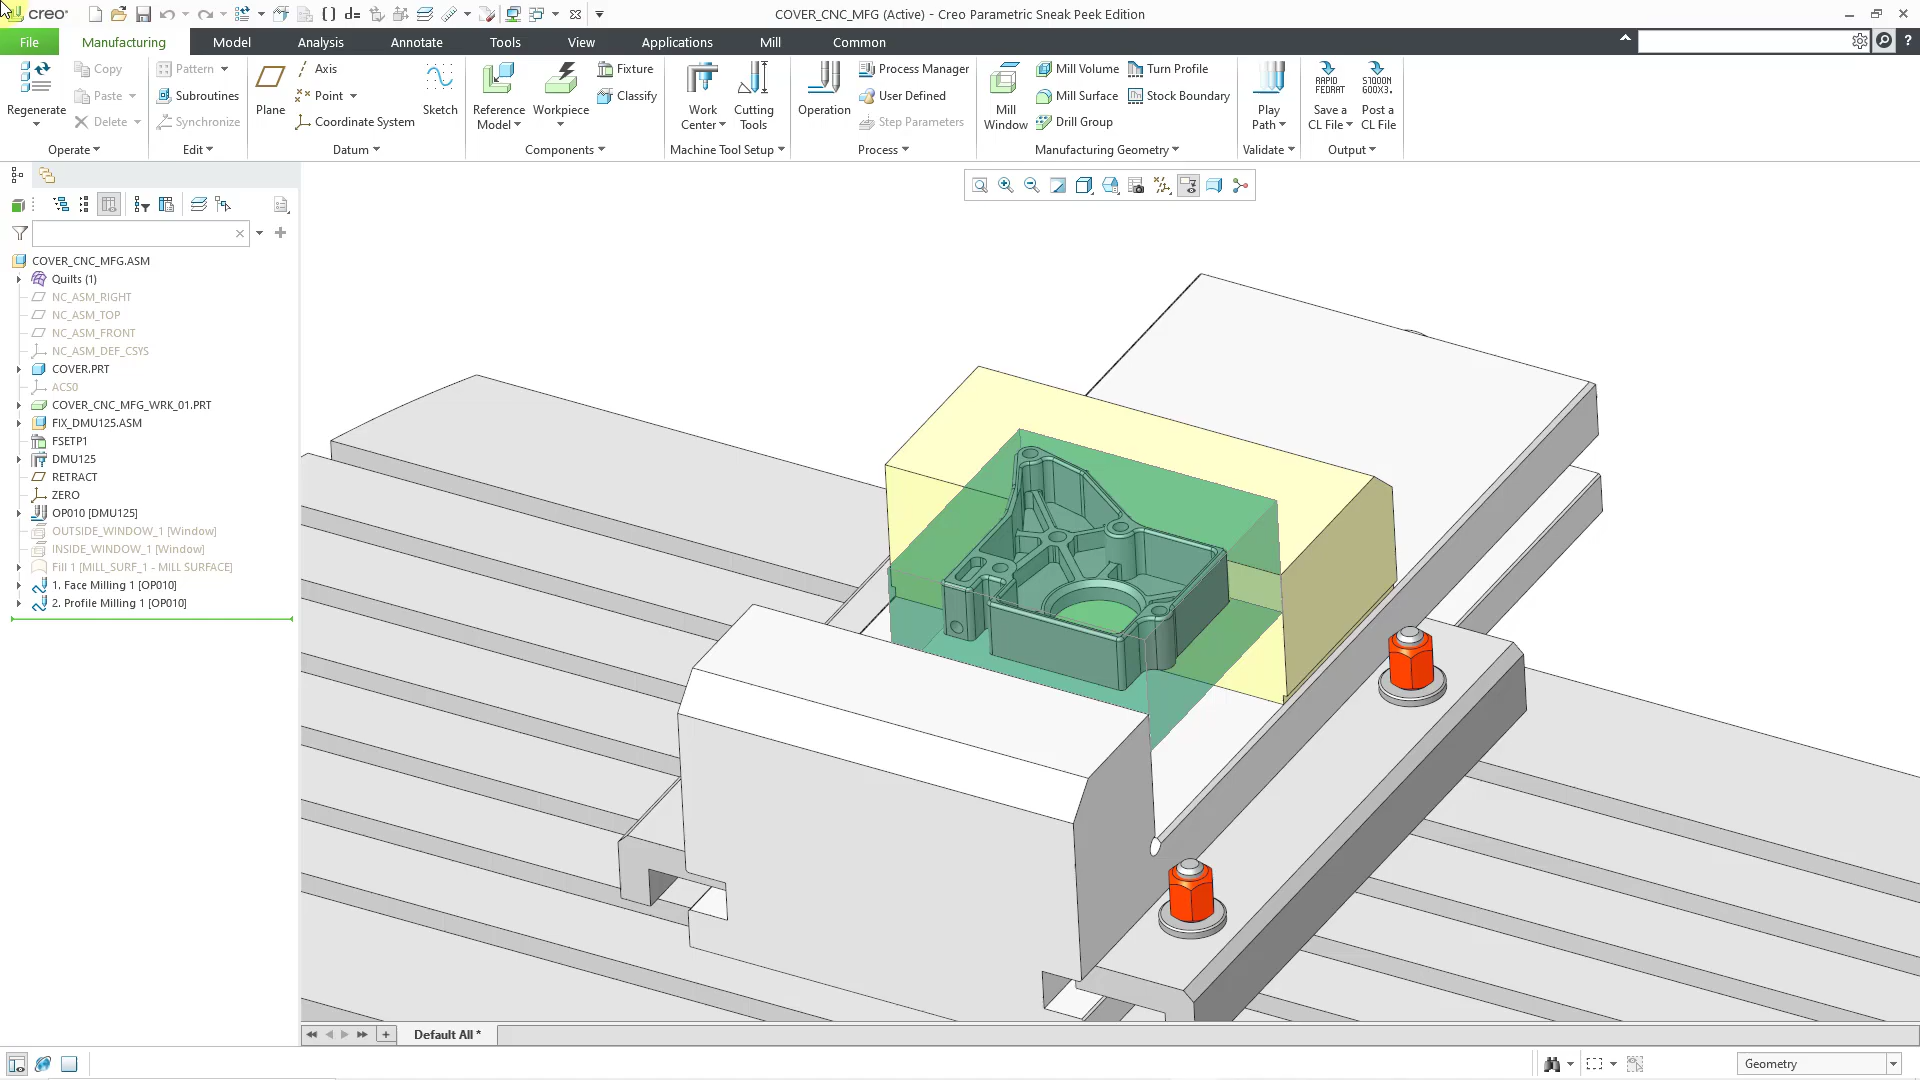 creo
d=
COVER_CNC_MFG (Active) - Creo Parametric Sneak Peek Edition
File Manufacturing Model Analysis Annotate Tools View Applications Mill Common
Regenerate
Copy
Paste
Delete
Operate
Pattern
Subroutines
Synchronize
Edit
Plane
Axis
Point
Coordinate System
Sketch
Datum
Reference
Model
Workpiece
Fixture
Classify
Components
Work
Center
Cutting
Tools
Machine Tool Setup
Operation
Process Manager
User Defined
Step Parameters
Process
Mill
Window
Mill Volume
Mill Surface
Drill Group
Turn Profile
Stock Boundary
Manufacturing Geometry
Play
Path
Validate
RAPID
FEDRAT
Save a
CL File
G00X3.
Post a
CL File
Output
COVER_CNC_MFG.ASM
Quilts (1)
NC_ASM_RIGHT
NC_ASM_TOP
NC_ASM_FRONT
NC_ASM_DEF_CSYS
COVER.PRT
ACS0
COVER_CNC_MFG_WRK_01.PRT
FIX_DMU125.ASM
FSETP1
DMU125
RETRACT
ZERO
OP010 [DMU125]
OUTSIDE_WINDOW_1 [Window]
INSIDE_WINDOW_1 [Window]
Fill 1 [MILL_SURF_1 - MILL SURFACE]
1. Face Milling 1 [OP010]
2. Profile Milling 1 [OP010]
Default All *
Geometry